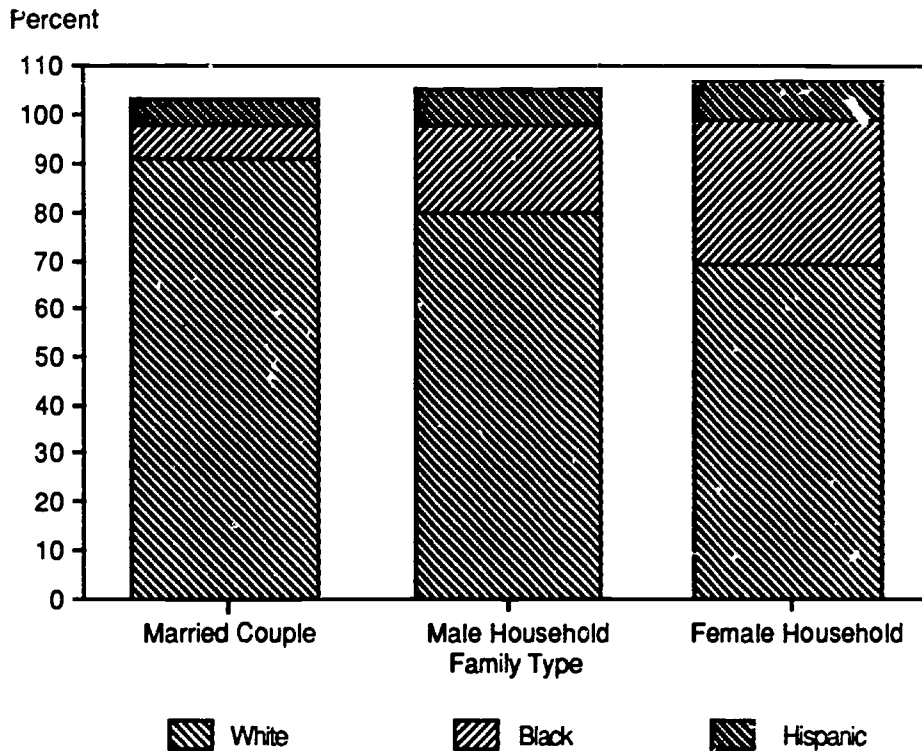 Percent
110
100
90
80
70
60
50
40
30
20
10
0
Married Couple
Male Household
Female Household
Family Type
White
Black
Hispanic